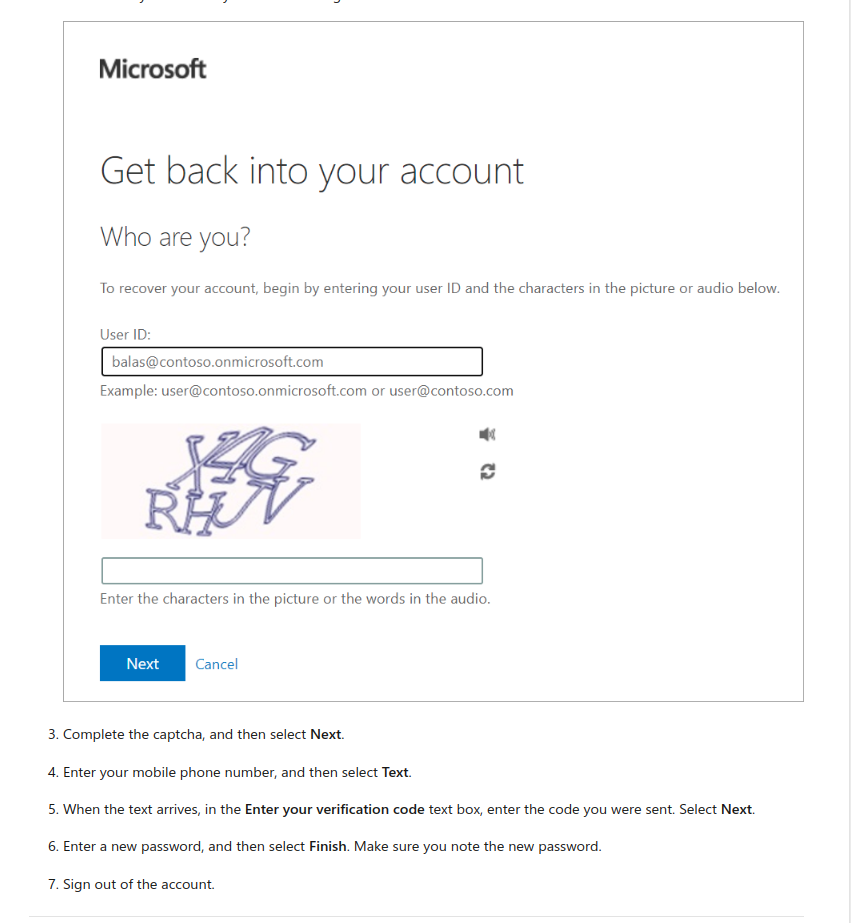 Microsoft
Get back into your account
Who are you?
To recover your account, begin by entering your user ID and the characters in the picture or audio below.
User ID:
balas@contoso.onmicrosoft.com
Example: user@contoso.onmicrosoft.com or user@contoso.com
Enter the characters in the picture or the words in the audio.
Next Cancel
3. Complete the captcha, and then select Next.
4. Enter your mobile phone number, and then select Text.
5. When the text arrives, in the Enter your verification code text box, enter the code you were sent. Select Next.
6. Enter a new password, and then select Finish. Make sure you note the new password.
7. Sign out of the account.